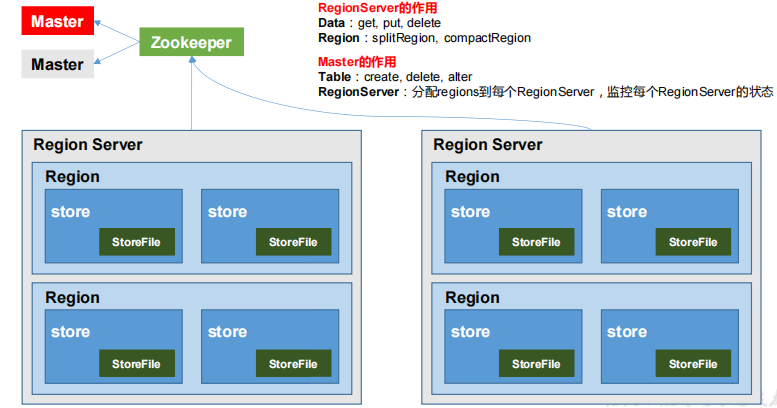 Master
Master
Zookeeper
RegionServer的作用
Data：get, put, delete
Region：splitRegion, compactRegion
Master的作用
Table：create, delete, alter
RegionServer：分配regions到每个RegionServer，监控每个RegionServer的状态
Region Server
Region
store
StoreFile
store
StoreFile
Region
store
StoreFile
store
StoreFile
Region Server
Region
store
StoreFile
store
StoreFile
Region
store
StoreFile
store
StoreFile